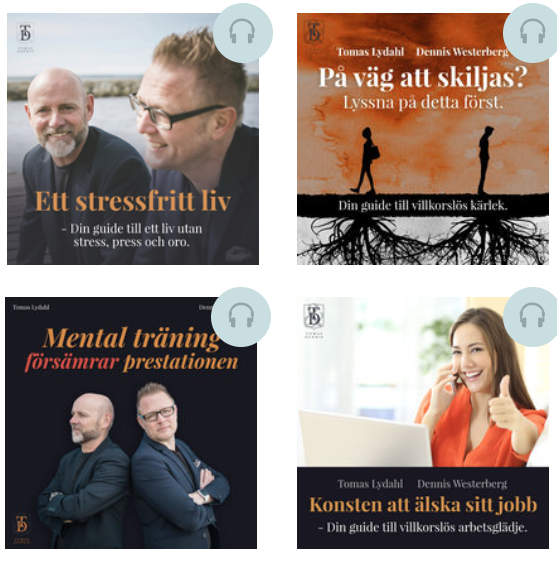 Ett stressfritt liv
- Din guide till ett liv utan
stress, press och oro.
Tomas Lydahl Dennis Westerberg
På väg att skiljas?
Lyssna på detta först.
Din guide till villkorslös kärlek.
Tomas Lydahl
Mental träning
försämrar prestationen
TOMAS
DENNIS
Tomas Lydahl Dennis Westerberg
Konsten att älska sitt jobb
- Din guide till villkorslös arbetsglädje.